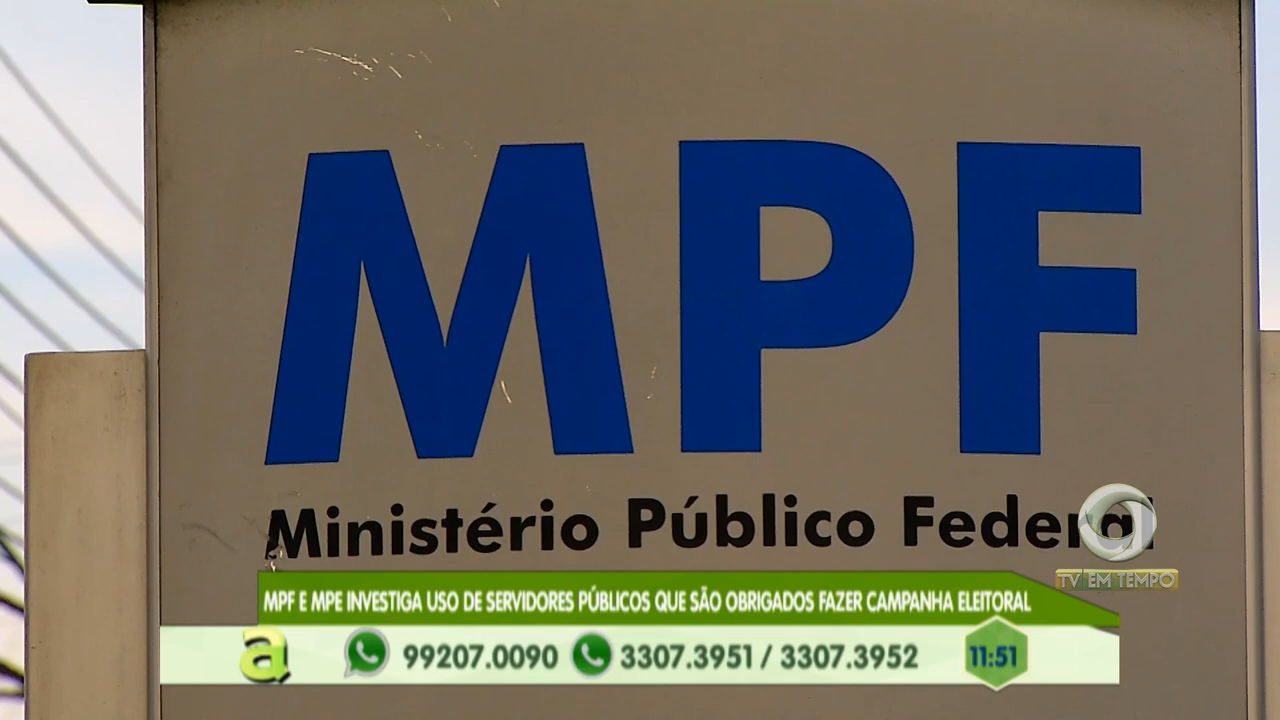 MPF
Ministério Público Federal
TV EM TEMPO
MPF E MPE INVESTIGA USO DE SERVIDORES PÚBLICOS QUE SÃO OBRIGADOS FAZER CAMPANHA ELEITORAL
a 99207.0090 3307.3951 / 3307.3952 11:51